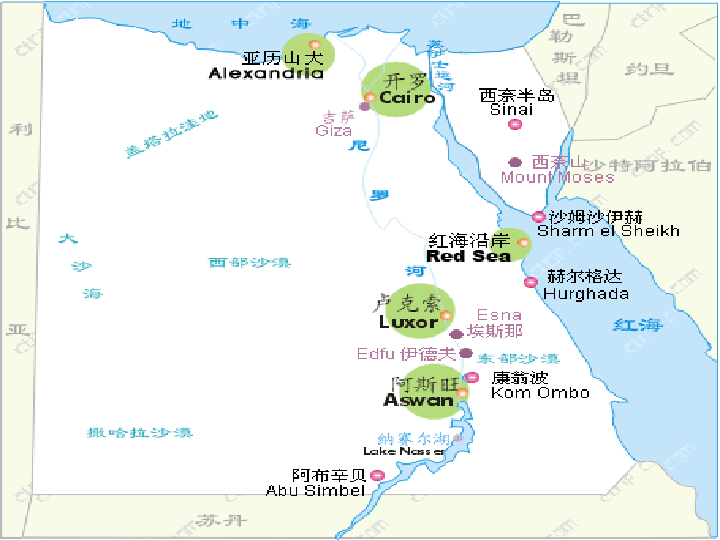 地中海
巴勒斯坦
约旦
亚历山大
Alexandria
苏伊士运河
开罗
Cairo
西奈半岛
Sinai
吉萨
Giza
盖塔拉洼地
利比亚
尼罗河
西奈山
Mount Moses
沙特阿拉伯
沙姆沙伊赫
Sharm el Sheikh
大沙海
西部沙漠
红海沿岸
Red Sea
赫尔格达
Hurghada
卢克索
Luxor
Esna
埃斯那
红海
Edfu 伊德夫
东部沙漠
阿斯旺
Aswan
康翁波
Kom Ombo
撒哈拉沙漠
纳赛尔湖
Lake Nasser
阿布辛贝
Abu Simbel
苏丹